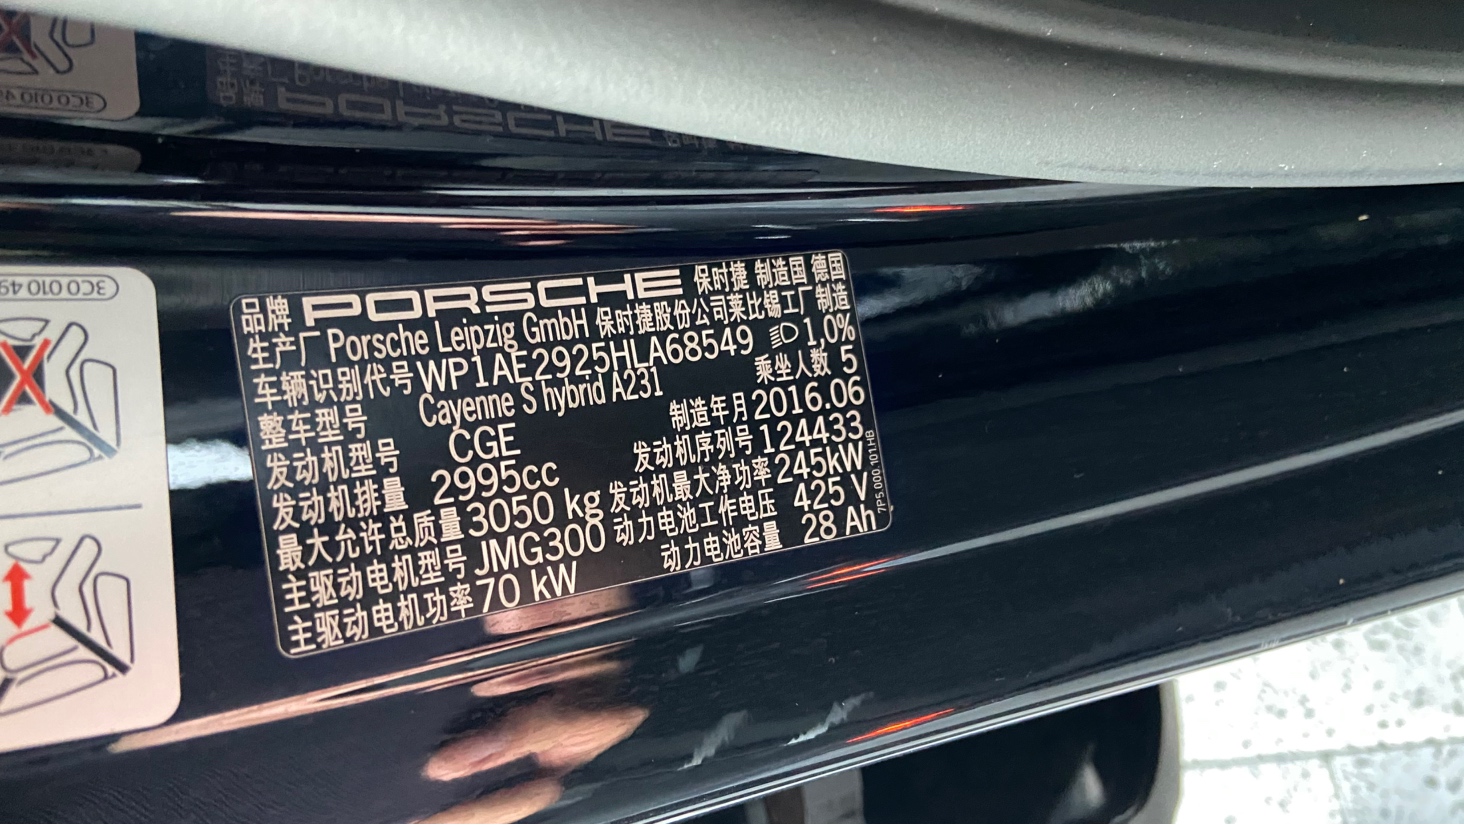 品牌 PORSCHE 保时捷 制造国 德国
生产厂 Porsche Leipzig GmbH 保时捷股份公司莱比锡工厂制造
车辆识别代号 WP1AE2925HLA68549 1,0%
整车型号 Cayenne S hybrid A231 乘坐人数 5
发动机型号 CGE 制造年月 2016.06
发动机排量 2995cc 发动机序列号 124433
最大允许总质量 3050 kg 发动机最大净功率 245kW
主驱动电机型号 JMG300 动力电池工作电压 425 V
主驱动电机功率 70 kW 动力电池容量 28 Ah
7P5.000.101.HB
3C0 010 49
3C0 010 49
PORSCHE